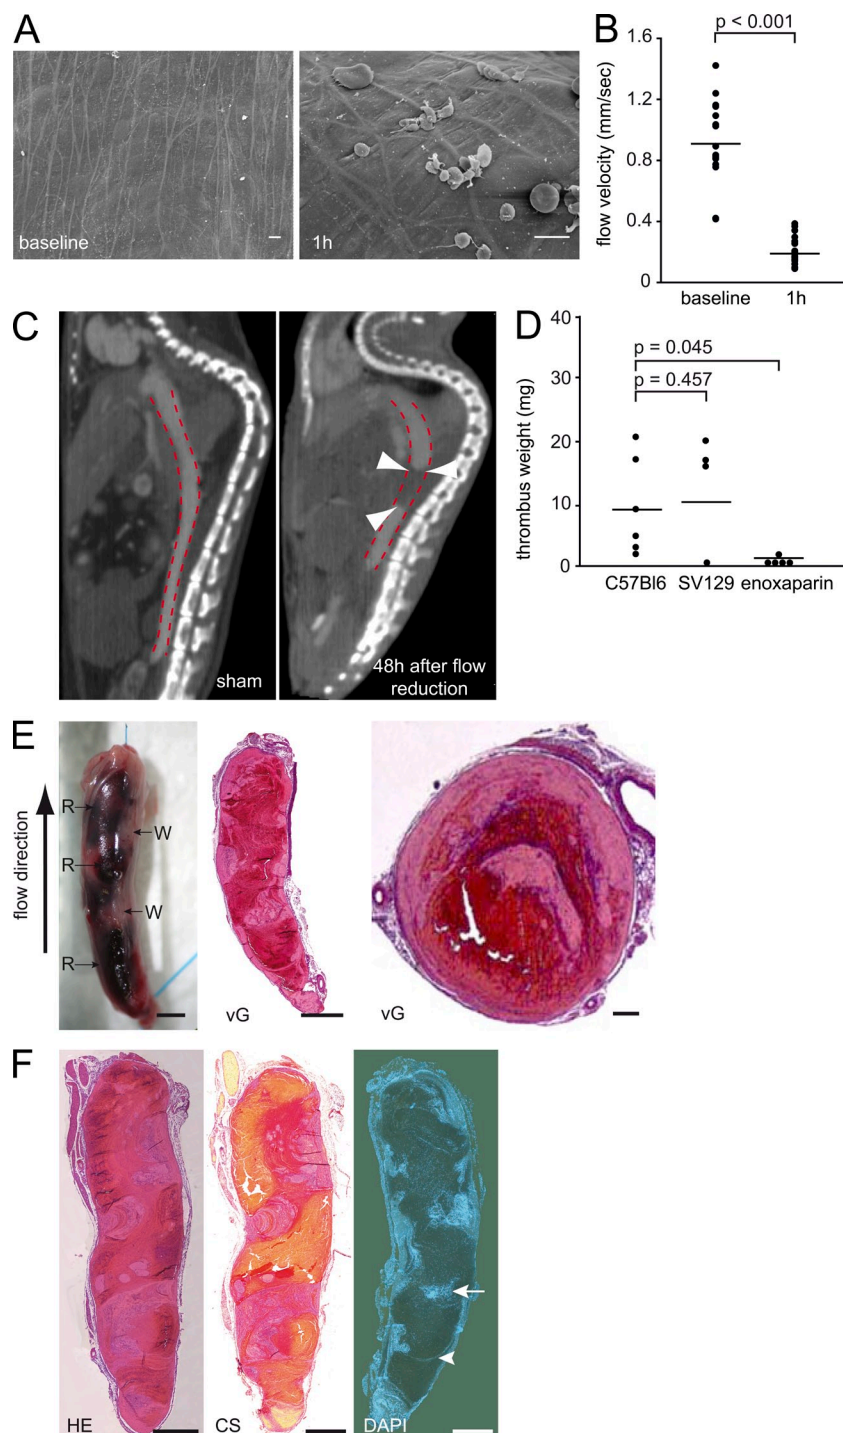 A
baseline
1h
B
p < 0.001
flow velocity (mm/sec)
1.6
1.2
0.8
0.4
0
baseline
1h
C
sham
48h after flow
reduction
D
thrombus weight (mg)
40
30
20
10
0
p = 0.045
p = 0.457
C57Bl6
SV129
enoxaparin
E
flow direction
R
W
R
W
R
vG
vG
F
HE
CS
DAPI